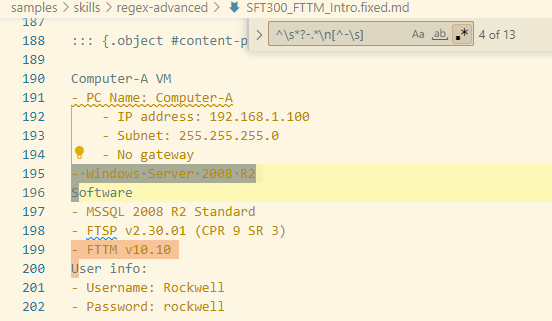 samples > skills > regex-advanced > SFT300_FTTM_Intro.fixed.md
^\s*?-.*\n[^-\s] Aa ab .* 4 of 13
187
188 ::: {.object #content-p
189
190 Computer-A VM
191 - PC Name: Computer-A
192 - IP address: 192.168.1.100
193 - Subnet: 255.255.255.0
194 - No gateway
195 - Windows Server 2008 R2
196 Software
197 - MSSQL 2008 R2 Standard
198 - FTSP v2.30.01 (CPR 9 SR 3)
199 - FTTM v10.10
200 User info:
201 - Username: Rockwell
202 - Password: rockwell